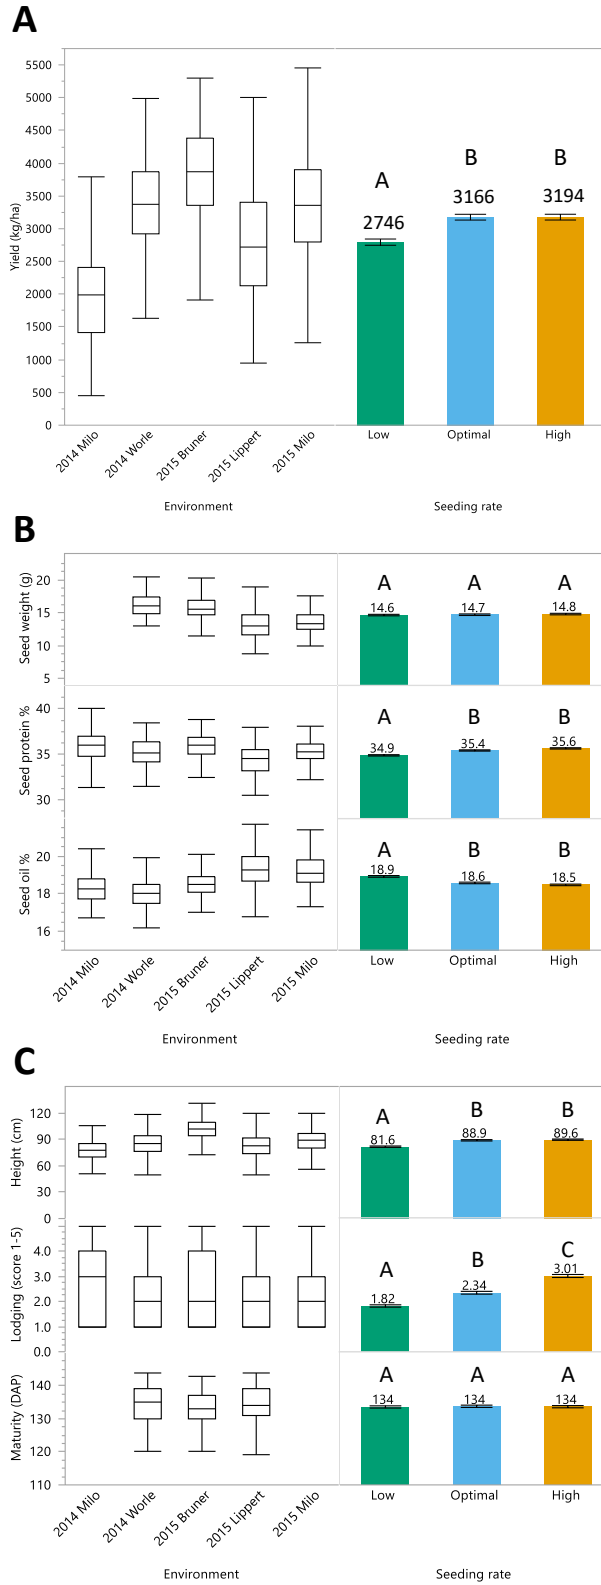 A
5500
5000
4500
4000
3500
3000
2500
2000
1500
1000
500
0
Yield (kg/ha)
2014 Milo
2014 Worle
2015 Bruner
2015 Lippert
2015 Milo
Environment
A
B
B
2746
3166
3194
Low
Optimal
High
Seeding rate
B
20
15
10
5
Seed weight (g)
A
A
A
14.6
14.7
14.8
40
35
30
Seed protein %
A
B
B
34.9
35.4
35.6
20
18
16
Seed oil %
A
B
B
18.9
18.6
18.5
2014 Milo
2014 Worle
2015 Bruner
2015 Lippert
2015 Milo
Environment
Low
Optimal
High
Seeding rate
C
120
90
60
30
0
Height (cm)
A
B
B
81.6
88.9
89.6
4.0
3.0
2.0
1.0
0.0
Lodging (score 1-5)
A
B
C
1.82
2.34
3.01
140
130
120
110
Maturity (DAP)
A
A
A
134
134
134
2014 Milo
2014 Worle
2015 Bruner
2015 Lippert
2015 Milo
Environment
Low
Optimal
High
Seeding rate